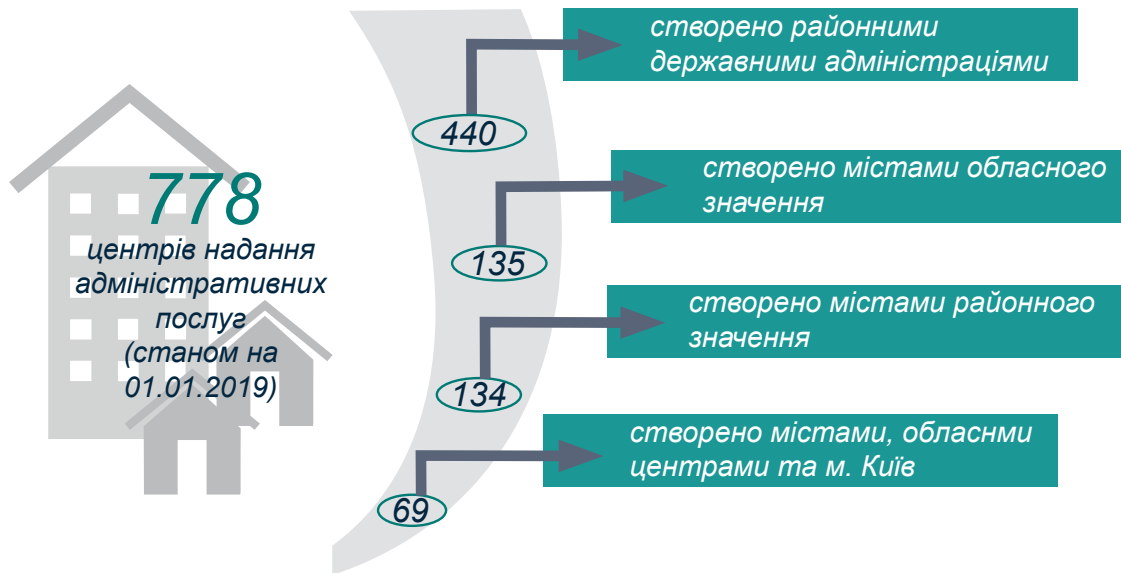 778
центрів надання
адміністративних
послуг
(станом на
01.01.2019)
створено районними
державними адміністраціями
440
створено містами обласного
значення
135
створено містами районного
значення
134
створено містами, обласнми
центрами та м. Київ
69